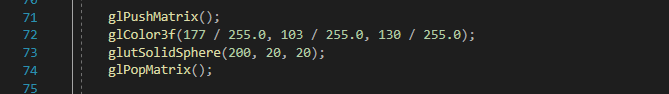 71 glPushMatrix();
72 glColor3f(177 / 255.0, 103 / 255.0, 130 / 255.0);
73 glutSolidSphere(200, 20, 20);
74 glPopMatrix();
75